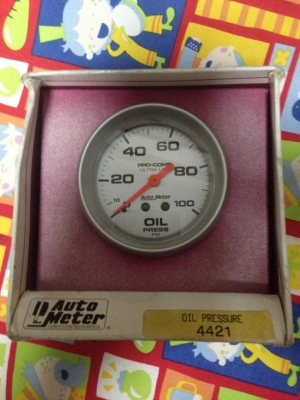 40 60
PRO-COMP
ULTRA-LITE
20 80
Auto Meter
0 100
OIL
PRESS
PSI
Auto
Meter
OIL PRESSURE
4421